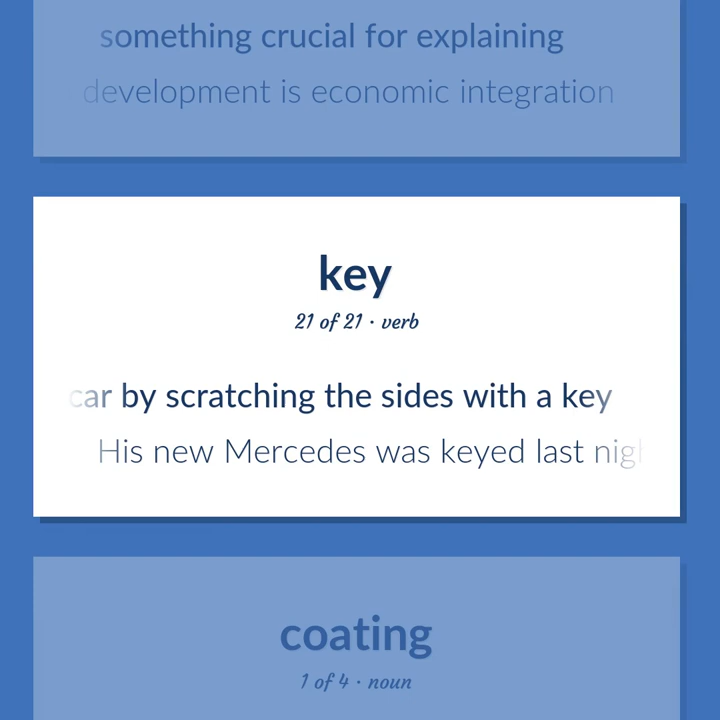 something crucial for explaining
development is economic integration
key
21 of 21 · verb
car by scratching the sides with a key
His new Mercedes was keyed last
coating
1 of 4 · noun